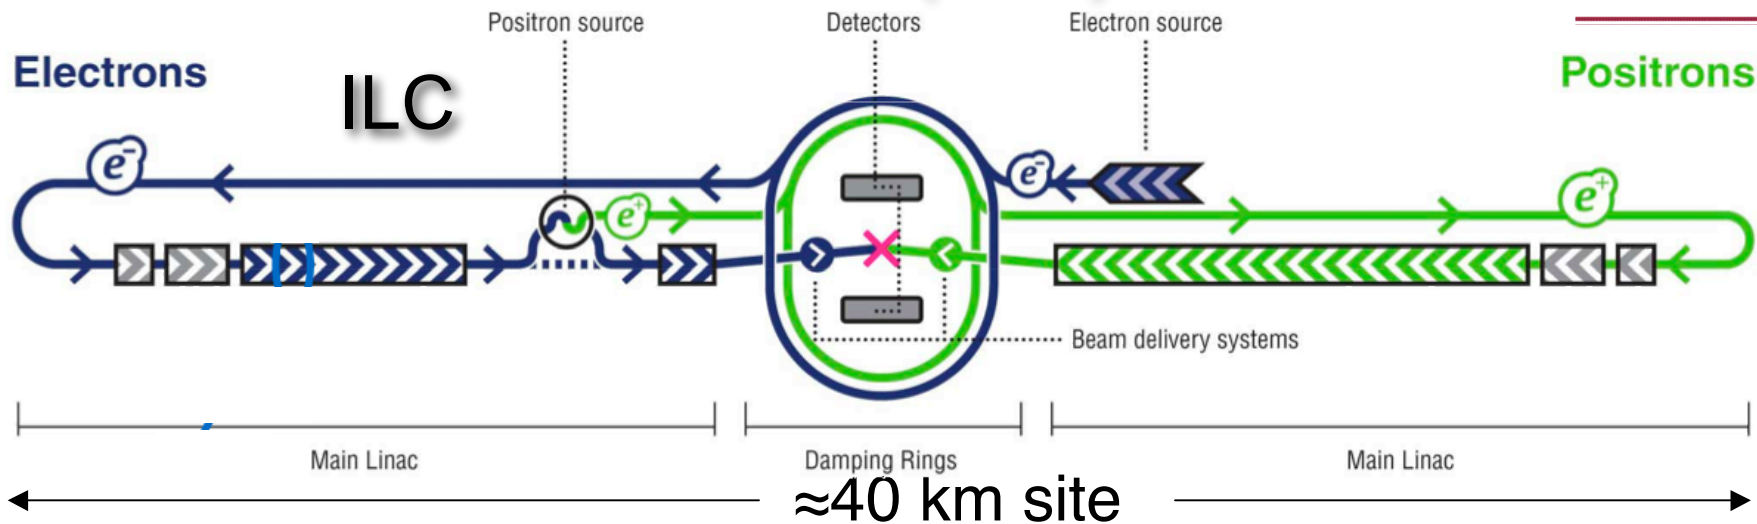 Positron source
Detectors
Electron source
Electrons
ILC
Positrons
e-
e-
e+
e+
Beam delivery systems
Main Linac
Damping Rings
Main Linac
≈40 km site